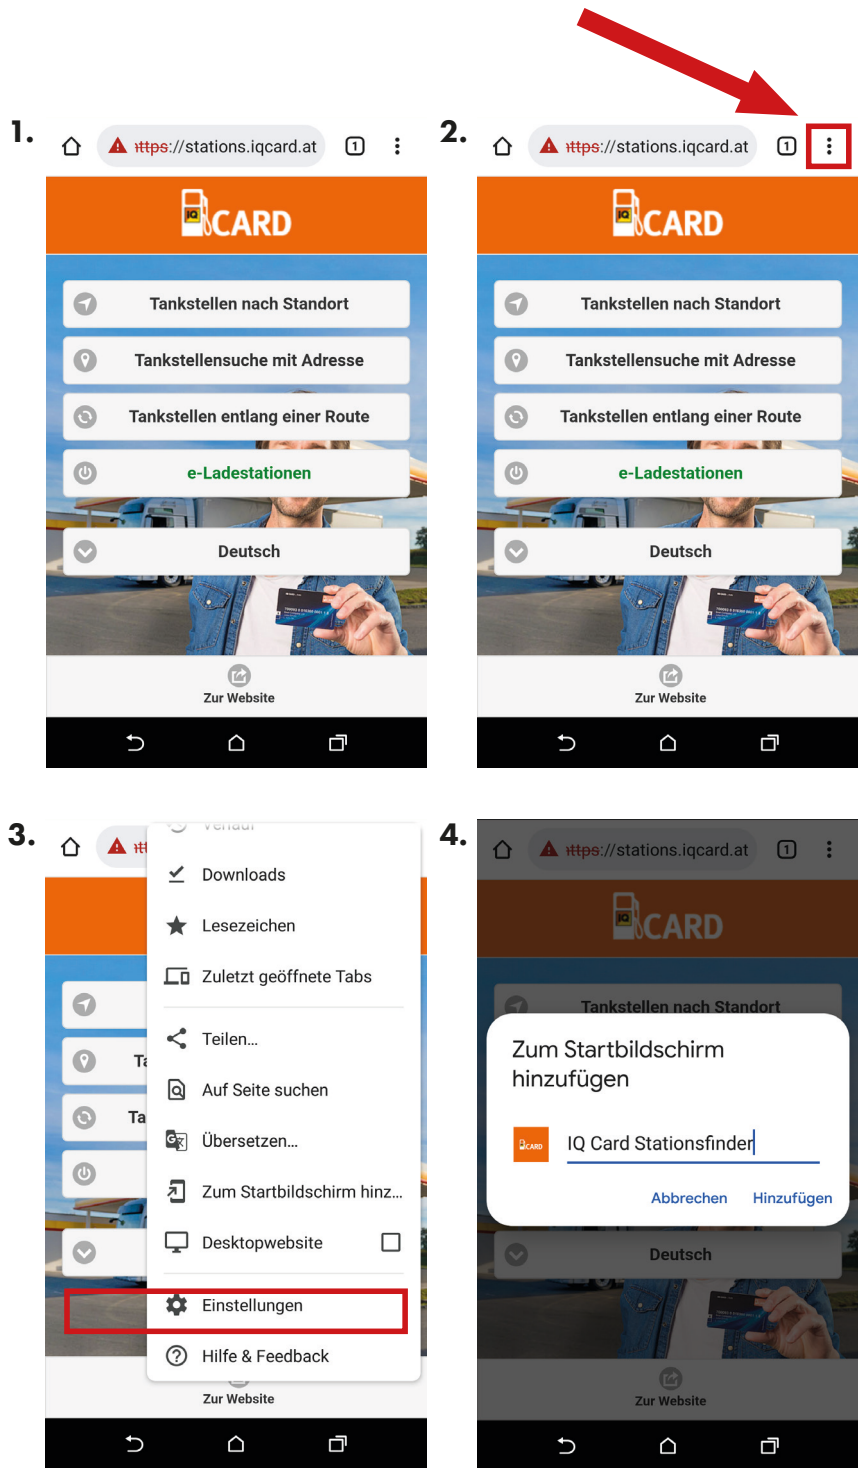 1.
https://stations.iqcard.at
1
IQ CARD
Tankstellen nach Standort
Tankstellensuche mit Adresse
Tankstellen entlang einer Route
e-Ladestationen
Deutsch
Zur Website
2.
https://stations.iqcard.at
1
IQ CARD
Tankstellen nach Standort
Tankstellensuche mit Adresse
Tankstellen entlang einer Route
e-Ladestationen
Deutsch
Zur Website
3.
Verlauf
Downloads
Lesezeichen
Zuletzt geöffnete Tabs
Teilen...
Auf Seite suchen
Übersetzen...
Zum Startbildschirm hinz...
Desktopwebsite
Einstellungen
Hilfe & Feedback
Zur Website
4.
https://stations.iqcard.at
1
IQ CARD
Tankstellen nach Standort
Zum Startbildschirm
hinzufügen
CARD
IQ Card Stationsfinder
Abbrechen Hinzufügen
Deutsch
Zur Website